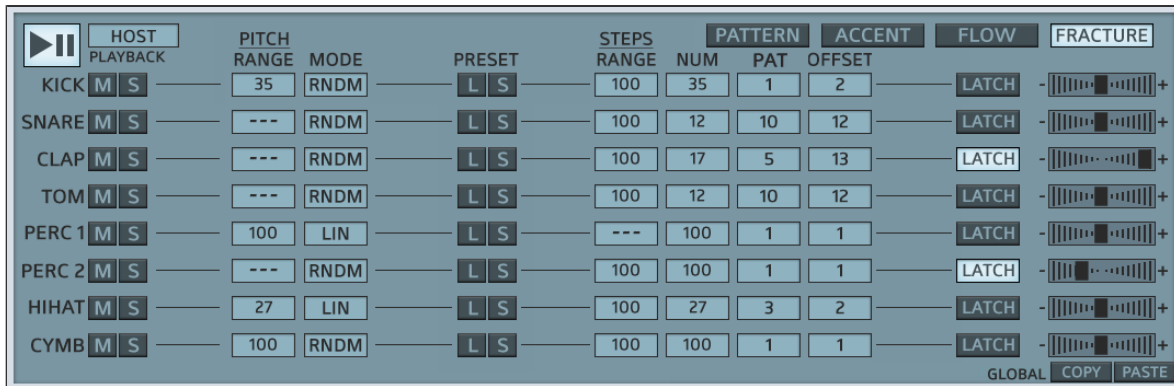 HOST PITCH STEPS PATTERN ACCENT FLOW FRACTURE
PLAYBACK RANGE MODE PRESET RANGE NUM PAT OFFSET
KICK M S 35 RNDM L S 100 35 1 2 LATCH - +
SNARE M S --- RNDM L S 100 12 10 12 LATCH - +
CLAP M S --- RNDM L S 100 17 5 13 LATCH - +
TOM M S --- RNDM L S 100 12 10 12 LATCH - +
PERC 1 M S 100 LIN L S --- 100 1 1 LATCH - +
PERC 2 M S --- RNDM L S 100 100 1 1 LATCH - +
HIHAT M S 27 LIN L S 100 27 3 2 LATCH - +
CYMB M S 100 RNDM L S 100 100 1 1 LATCH - +
GLOBAL COPY PASTE